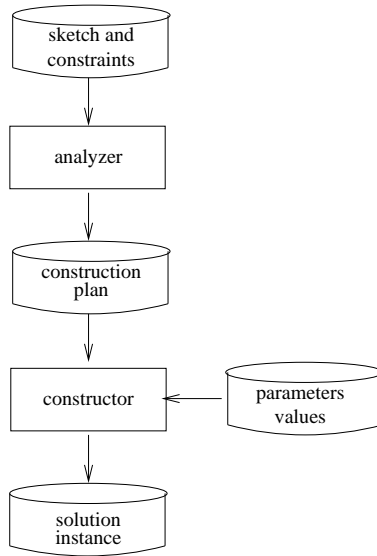 sketch and
constraints
analyzer
construction
plan
constructor
parameters
values
solution
instance